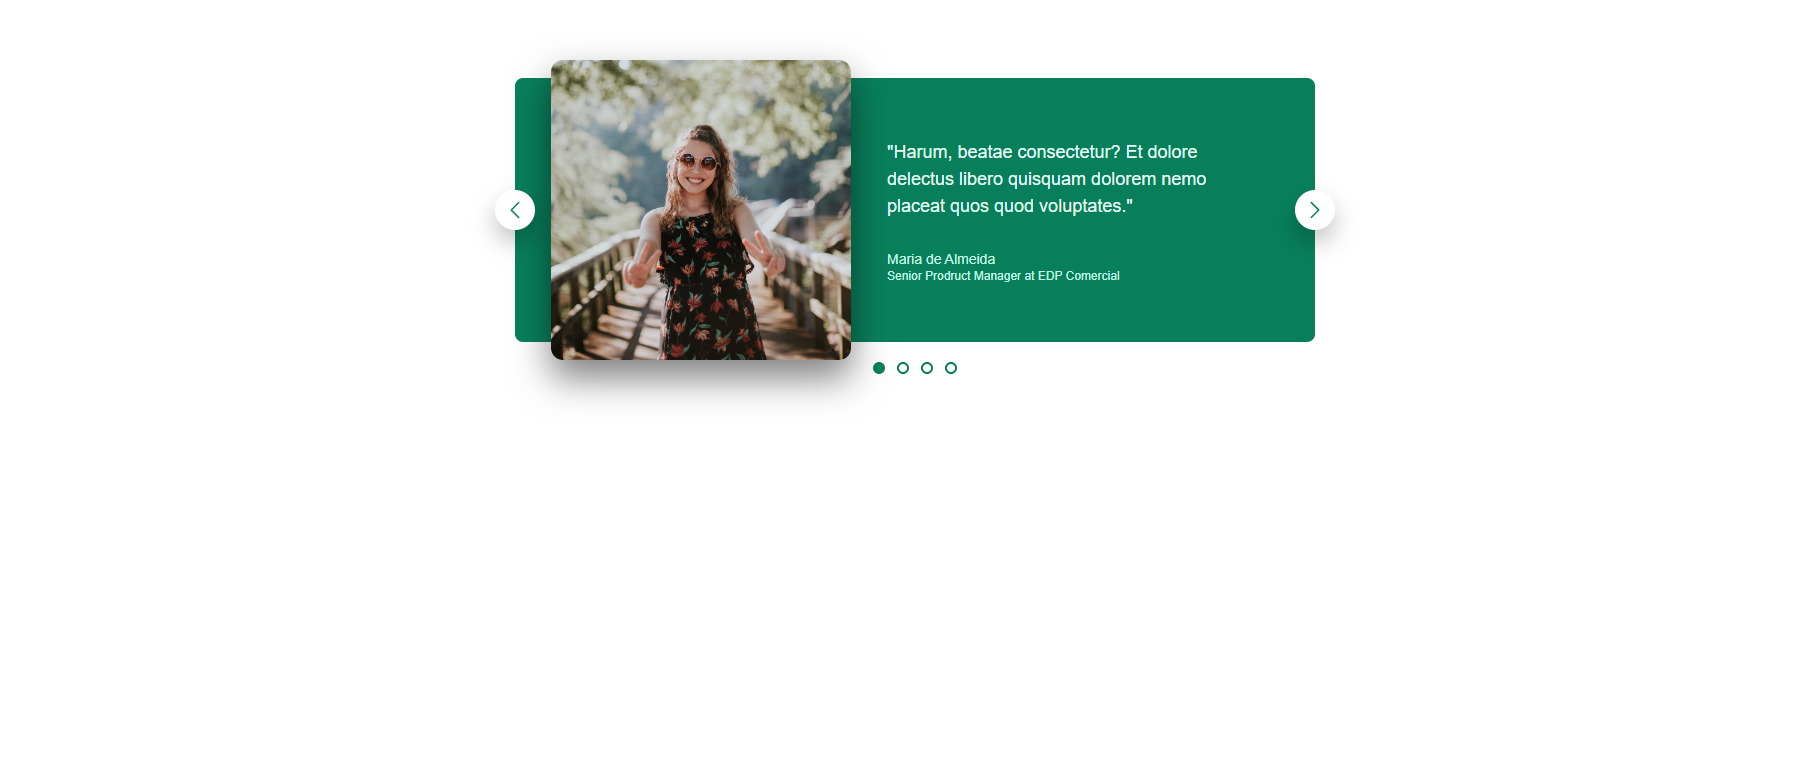 "Harum, beatae consectetur? Et dolore
delectus libero quisquam dolorem nemo
placeat quos quod voluptates."
Maria de Almeida
Senior Prodruct Manager at EDP Comercial